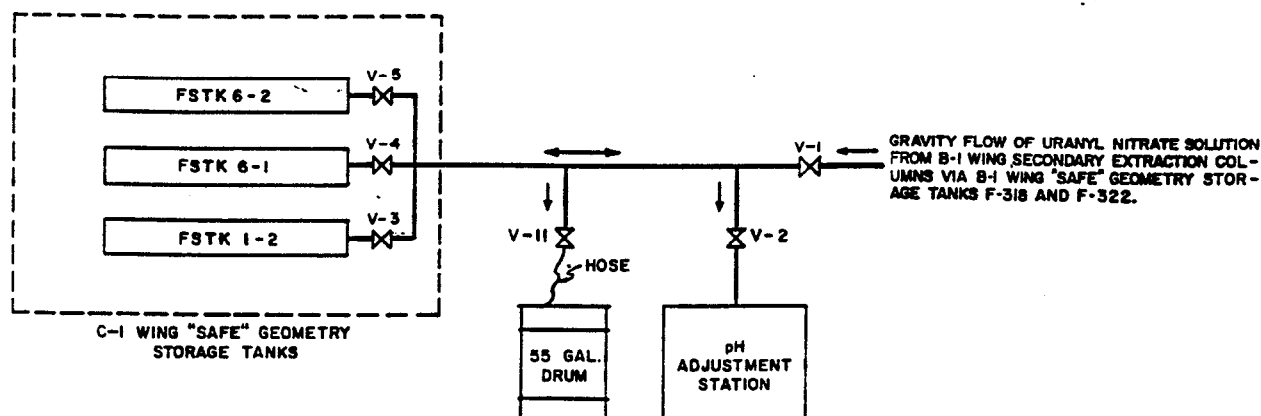 V-5
FSTK 6-2
V-4
FSTK 6-1
V-3
FSTK 1-2
C-1 WING "SAFE" GEOMETRY
STORAGE TANKS
V-11
HOSE
55 GAL.
DRUM
V-2
pH
ADJUSTMENT
STATION
V-1
GRAVITY FLOW OF URANYL NITRATE SOLUTION
FROM B-1 WING SECONDARY EXTRACTION COL-
UMNS VIA B-1 WING "SAFE" GEOMETRY STOR-
AGE TANKS F-318 AND F-322.